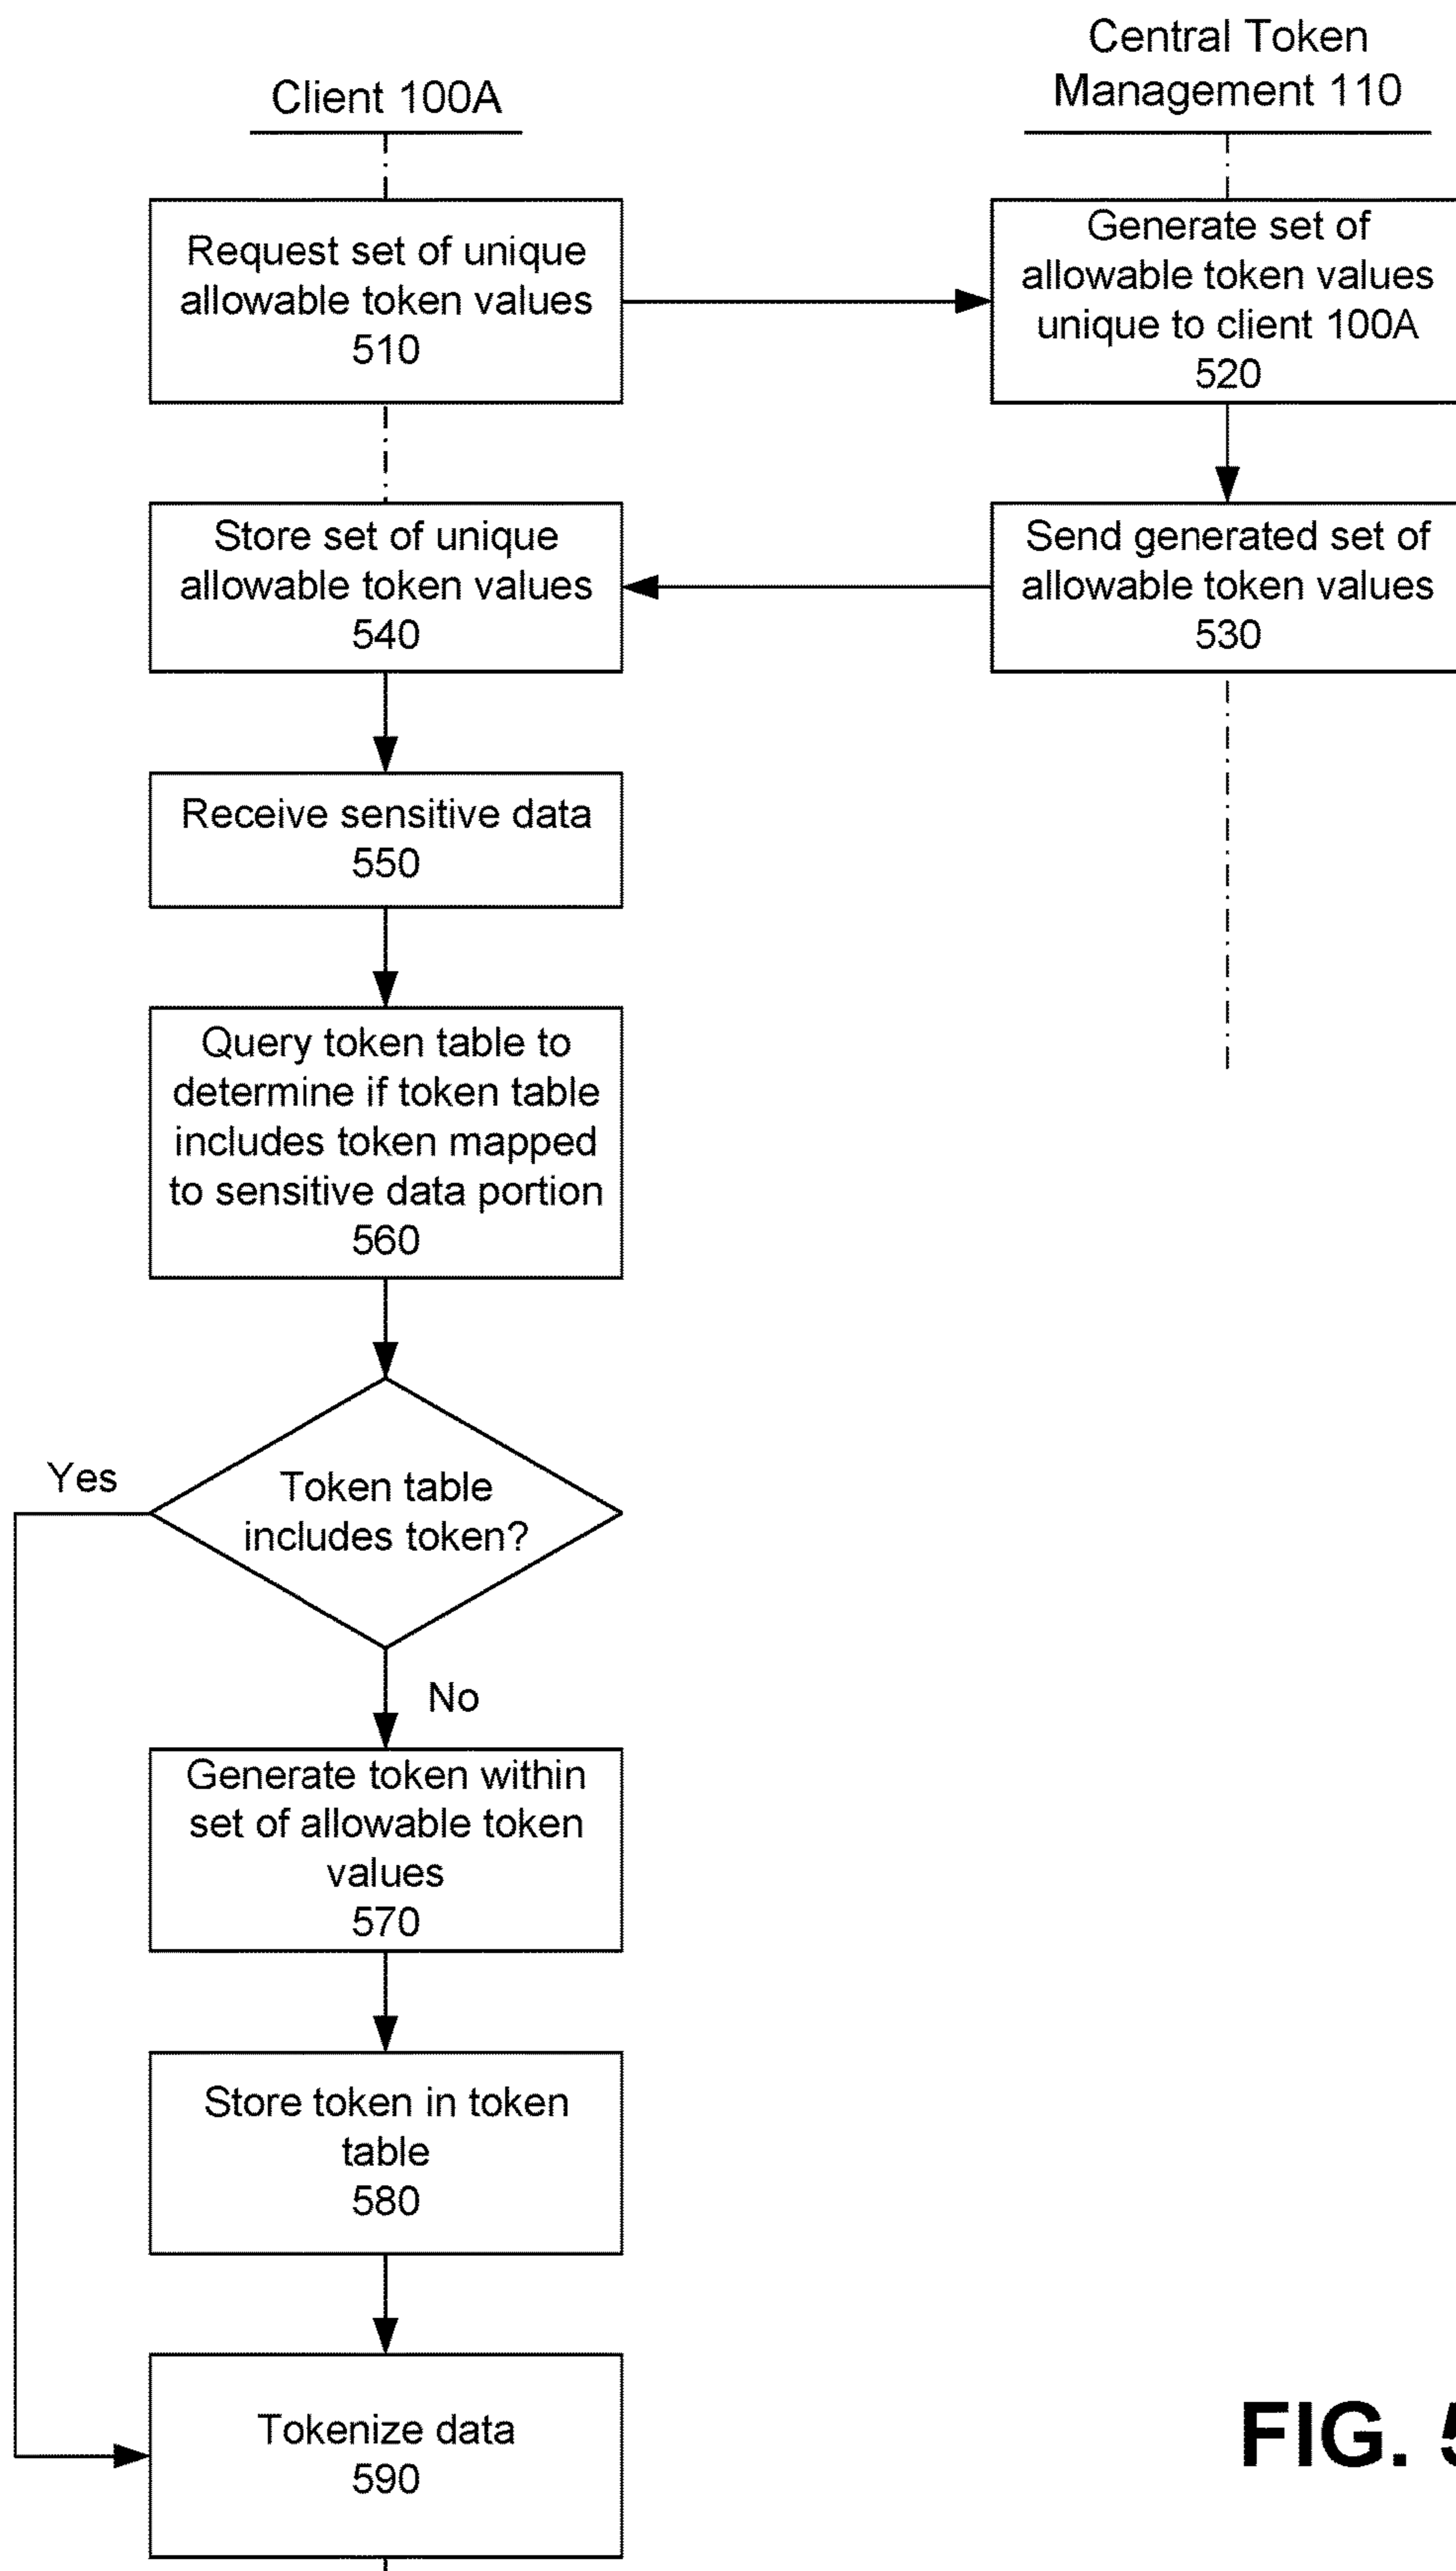 Client 100A
Central Token
Management 110
Request set of unique
allowable token values
510
Generate set of
allowable token values
unique to client 100A
520
Store set of unique
allowable token values
540
Send generated set of
allowable token values
530
Receive sensitive data
550
Query token table to
determine if token table
includes token mapped
to sensitive data portion
560
Yes
Token table
includes token?
No
Generate token within
set of allowable token
values
570
Store token in token
table
580
Tokenize data
590
FIG. 5